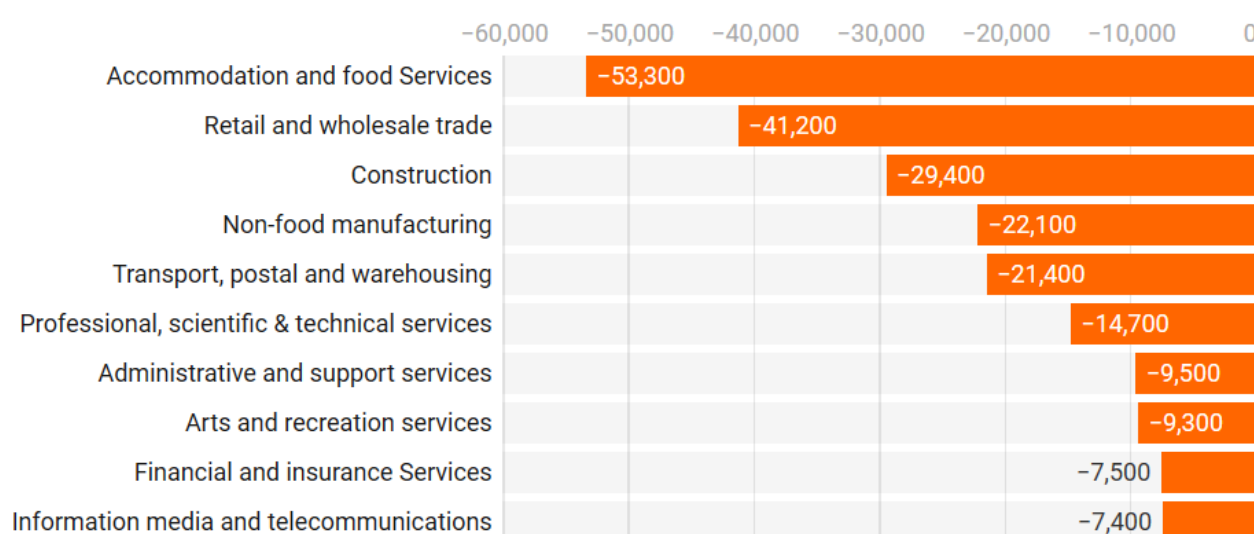 −60,000 −50,000 −40,000 −30,000 −20,000 −10,000 0
Accommodation and food Services −53,300
Retail and wholesale trade −41,200
Construction −29,400
Non-food manufacturing −22,100
Transport, postal and warehousing −21,400
Professional, scientific & technical services −14,700
Administrative and support services −9,500
Arts and recreation services −9,300
Financial and insurance Services −7,500
Information media and telecommunications −7,400